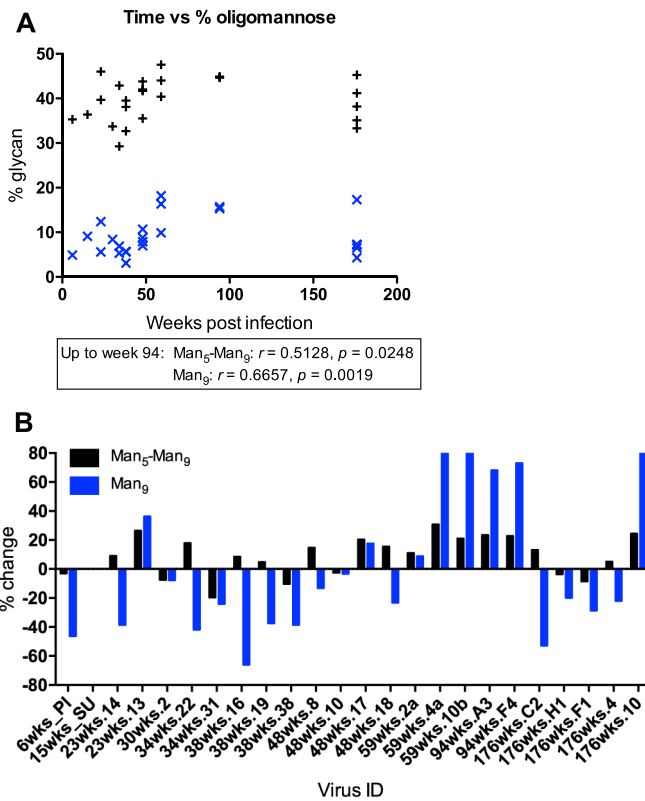 A
Time vs % oligomannose
50
40
30
20
10
0
% glycan
0 50 100 150 200
Weeks post infection
Up to week 94: Man5-Man9: r = 0.5128, p = 0.0248
Man9: r = 0.6657, p = 0.0019
B
80
60
40
20
0
-20
-40
-60
-80
% change
Man5-Man9
Man9
6wks_PI
15wks_SU
23wks.14
23wks.13
30wks.2
34wks.22
34wks.31
38wks.16
38wks.19
38wks.38
48wks.8
48wks.10
48wks.17
48wks.18
59wks.2a
59wks.4a
59wks.10b
94wks.A3
94wks.F4
176wks.C2
176wks.H1
176wks.F1
176wks.4
176wks.10
Virus ID